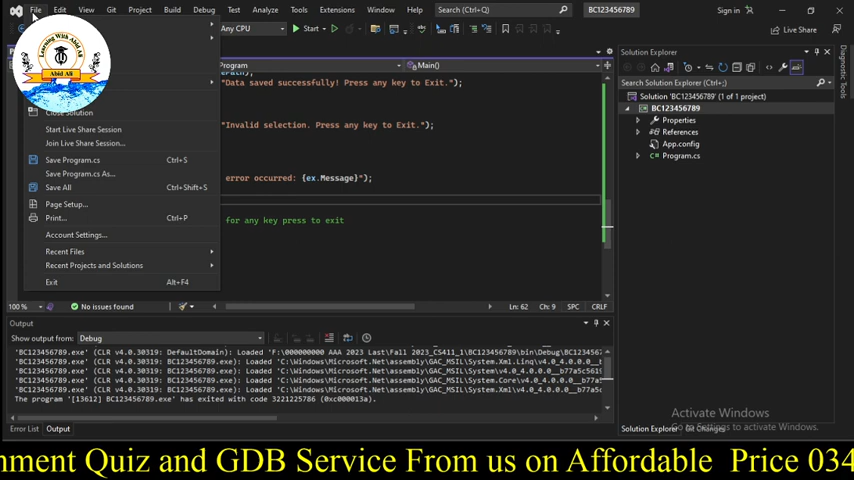 File Edit View Git Project Build Debug Test Analyze Tools Extensions Window Help Search (Ctrl+Q) BC123456789 Sign in
Any CPU Start Live Share
Program Main()
Learning With Abid Ali
Abid Ali
Close Solution
Start Live Share Session
Join Live Share Session...
Save Program.cs Ctrl+S
Save Program.cs As...
Save All Ctrl+Shift+S
Page Setup...
Print... Ctrl+P
Account Settings...
Recent Files
Recent Projects and Solutions
Exit Alt+F4
"Data saved successfully! Press any key to Exit.");
"Invalid selection. Press any key to Exit.");
error occurred: {ex.Message}");
for any key press to exit
100 % No issues found Ln: 62 Ch: 9 SPC CRLF
Solution Explorer
Search Solution Explorer (Ctrl+;)
Solution 'BC123456789' (1 of 1 project)
BC123456789
Properties
References
App.config
Program.cs
Diagnostic Tools
Output
Show output from: Debug
'BC123456789.exe' (CLR v4.0.30319: DefaultDomain): Loaded 'F:\000000000 AAA 2023 Last\Fall 2023_CS411_1\BC123456789\bin\Debug\BC12345
'BC123456789.exe' (CLR v4.0.30319: BC123456789.exe): Loaded 'C:\Windows\Microsoft.Net\assembly\GAC_MSIL\System.Xml.Linq\v4.0_4.0.0.0__
'BC123456789.exe' (CLR v4.0.30319: BC123456789.exe): Loaded 'C:\Windows\Microsoft.Net\assembly\GAC_MSIL\System\v4.0_4.0.0.0__b77a5c561
'BC123456789.exe' (CLR v4.0.30319: BC123456789.exe): Loaded 'C:\Windows\Microsoft.Net\assembly\GAC_MSIL\System.Core\v4.0_4.0.0.0__b77a
'BC123456789.exe' (CLR v4.0.30319: BC123456789.exe): Loaded 'C:\Windows\Microsoft.Net\assembly\GAC_MSIL\System.Xml\v4.0_4.0.0.0__b77a5
The program '[13612] BC123456789.exe' has exited with code 3221225786 (0xc000013a).
Error List Output
Solution Explorer Git Changes
Activate Windows
Go to Settings to activate Windows.
nment Quiz and GDB Service From us on Affordable Price 034